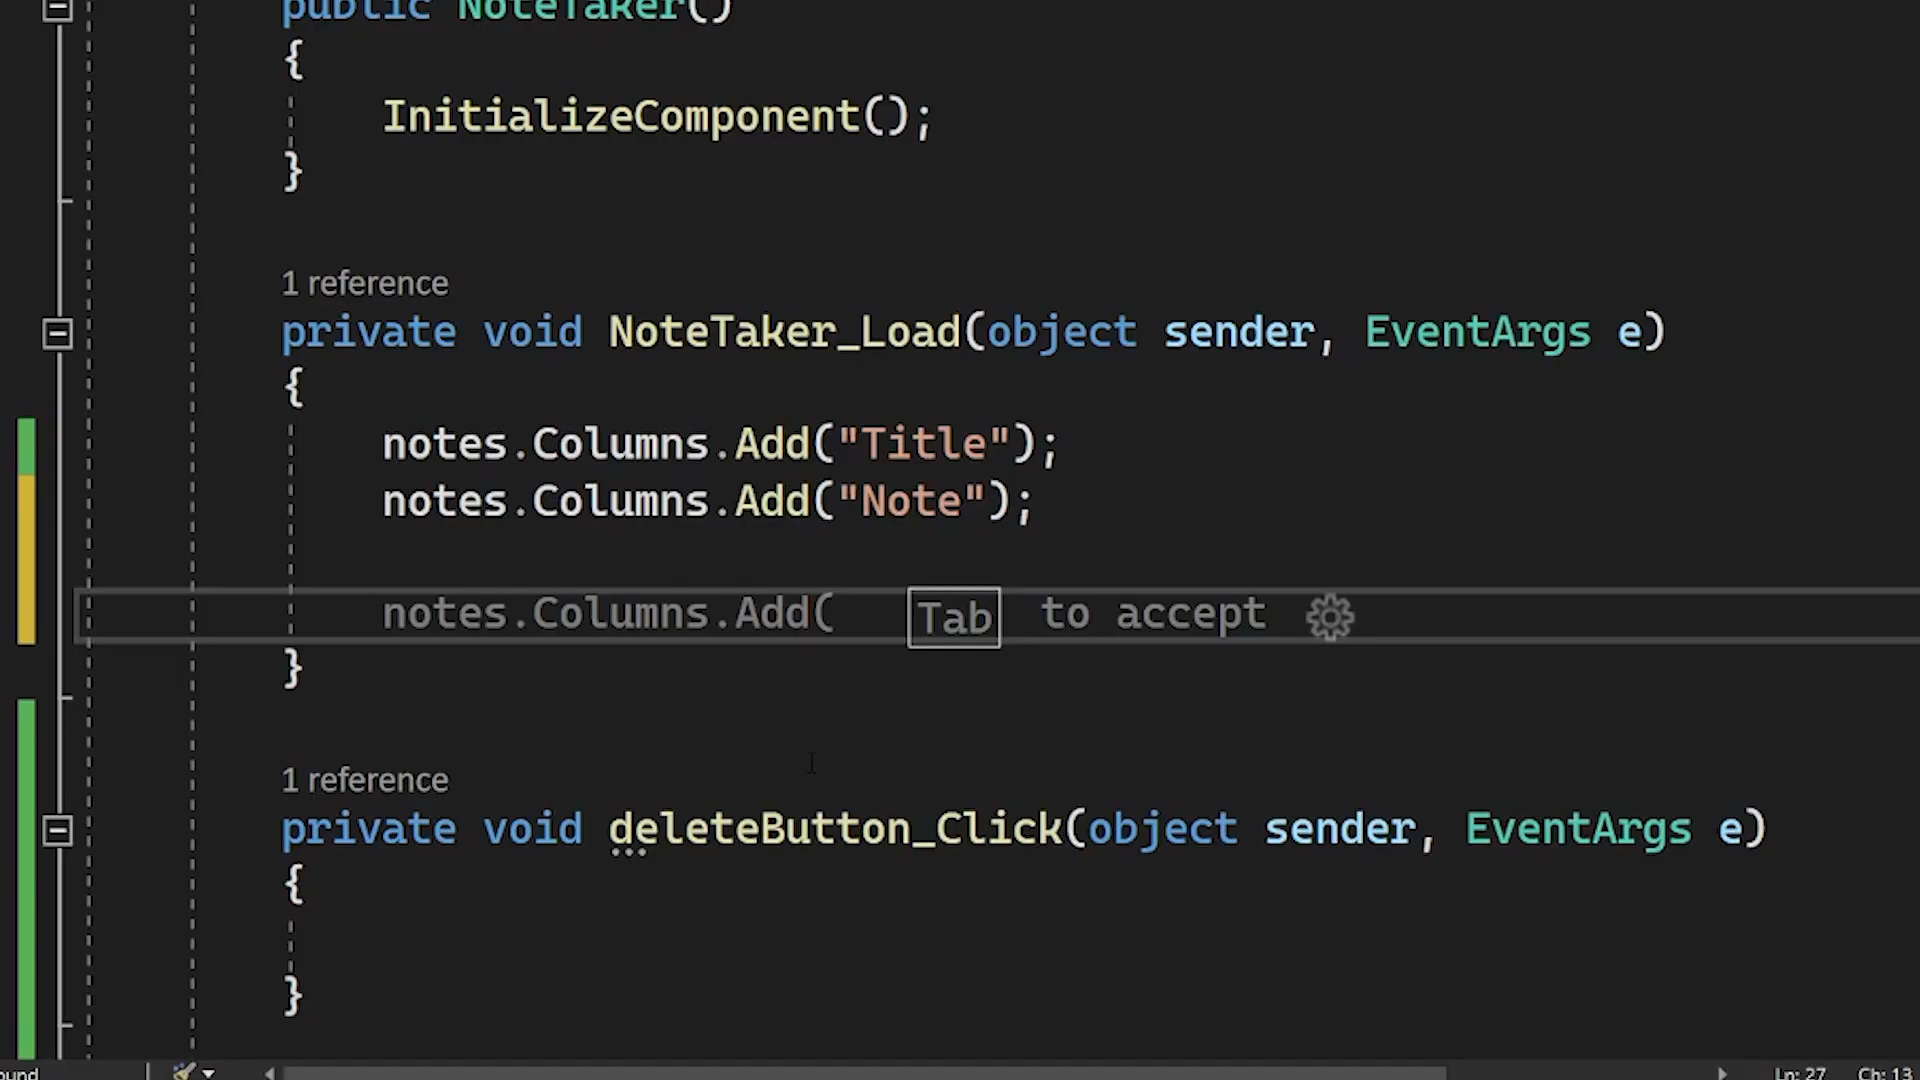 public NoteTaker()
{
InitializeComponent();
}
1 reference
private void NoteTaker_Load(object sender, EventArgs e)
{
notes.Columns.Add("Title");
notes.Columns.Add("Note");
notes.Columns.Add( Tab to accept
}
1 reference
private void deleteButton_Click(object sender, EventArgs e)
{
}
Ln: 27 Ch: 13